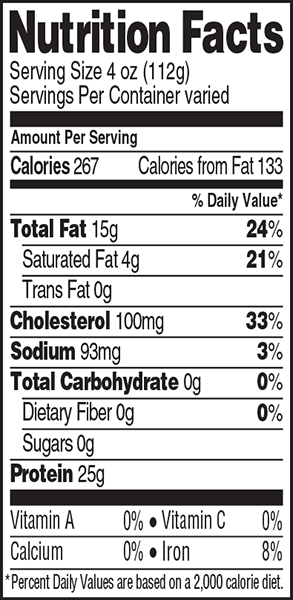 Nutrition Facts
Serving Size 4 oz (112g)
Servings Per Container varied
Amount Per Serving
Calories 267 Calories from Fat 133
% Daily Value*
Total Fat 15g 24%
Saturated Fat 4g 21%
Trans Fat 0g
Cholesterol 100mg 33%
Sodium 93mg 3%
Total Carbohydrate 0g 0%
Dietary Fiber 0g 0%
Sugars 0g
Protein 25g
Vitamin A 0% • Vitamin C 0%
Calcium 0% • Iron 8%
*Percent Daily Values are based on a 2,000 calorie diet.